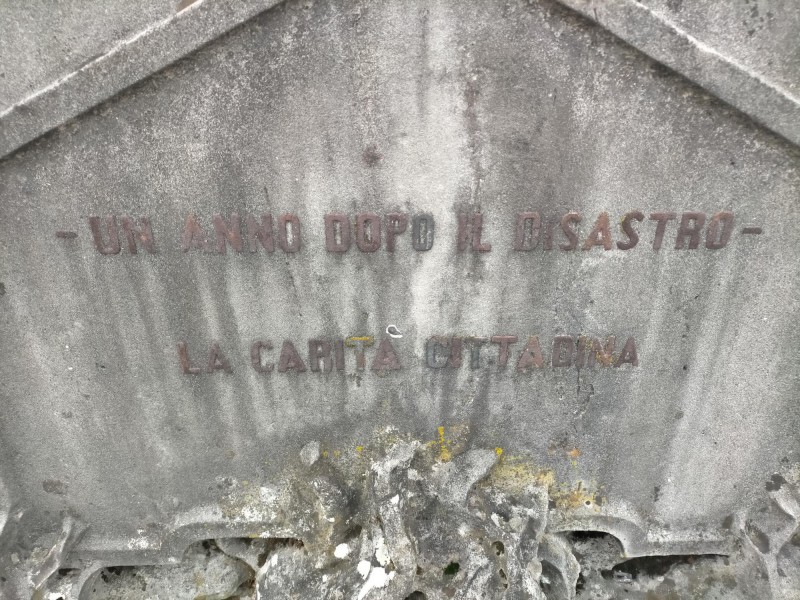 - UN ANNO DOPO IL DISASTRO -
LA CARITÀ CITTADINA